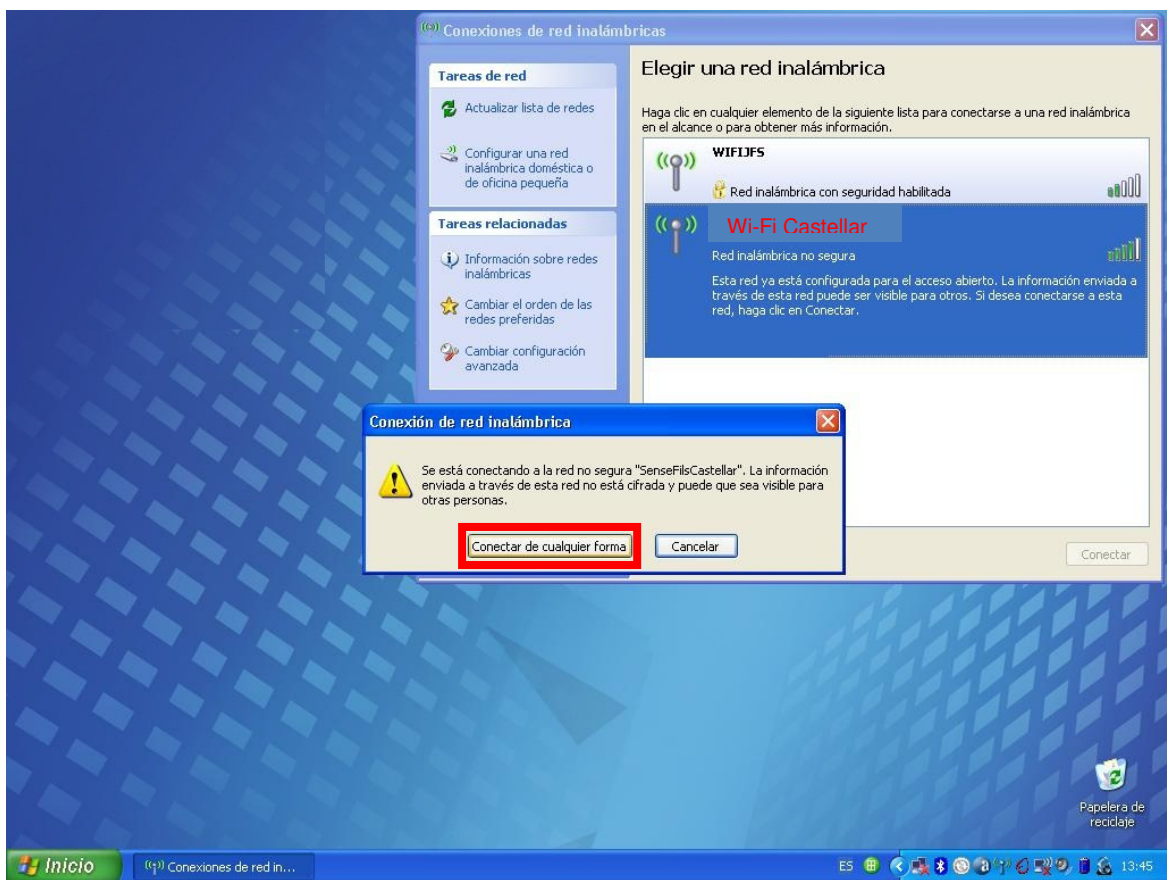 Conexiones de red inalámbricas
Tareas de red
Actualizar lista de redes
Configurar una red
inalámbrica doméstica o
de oficina pequeña
Tareas relacionadas
Información sobre redes
inalámbricas
Cambiar el orden de las
redes preferidas
Cambiar configuración
avanzada
Elegir una red inalámbrica
Haga clic en cualquier elemento de la siguiente lista para conectarse a una red inalámbrica
en el alcance o para obtener más información.
WIFIJFS
Red inalámbrica con seguridad habilitada
Wi-Fi Castellar
Red inalámbrica no segura
Esta red ya está configurada para el acceso abierto. La información enviada a
través de esta red puede ser visible para otros. Si desea conectarse a esta
red, haga clic en Conectar.
Conectar
Conexión de red inalámbrica
Se está conectando a la red no segura "SenseFilsCastellar". La información
enviada a través de esta red no está cifrada y puede que sea visible para
otras personas.
Conectar de cualquier forma
Cancelar
Papelera de
reciclaje
Inicio
Conexiones de red in...
ES
13:45